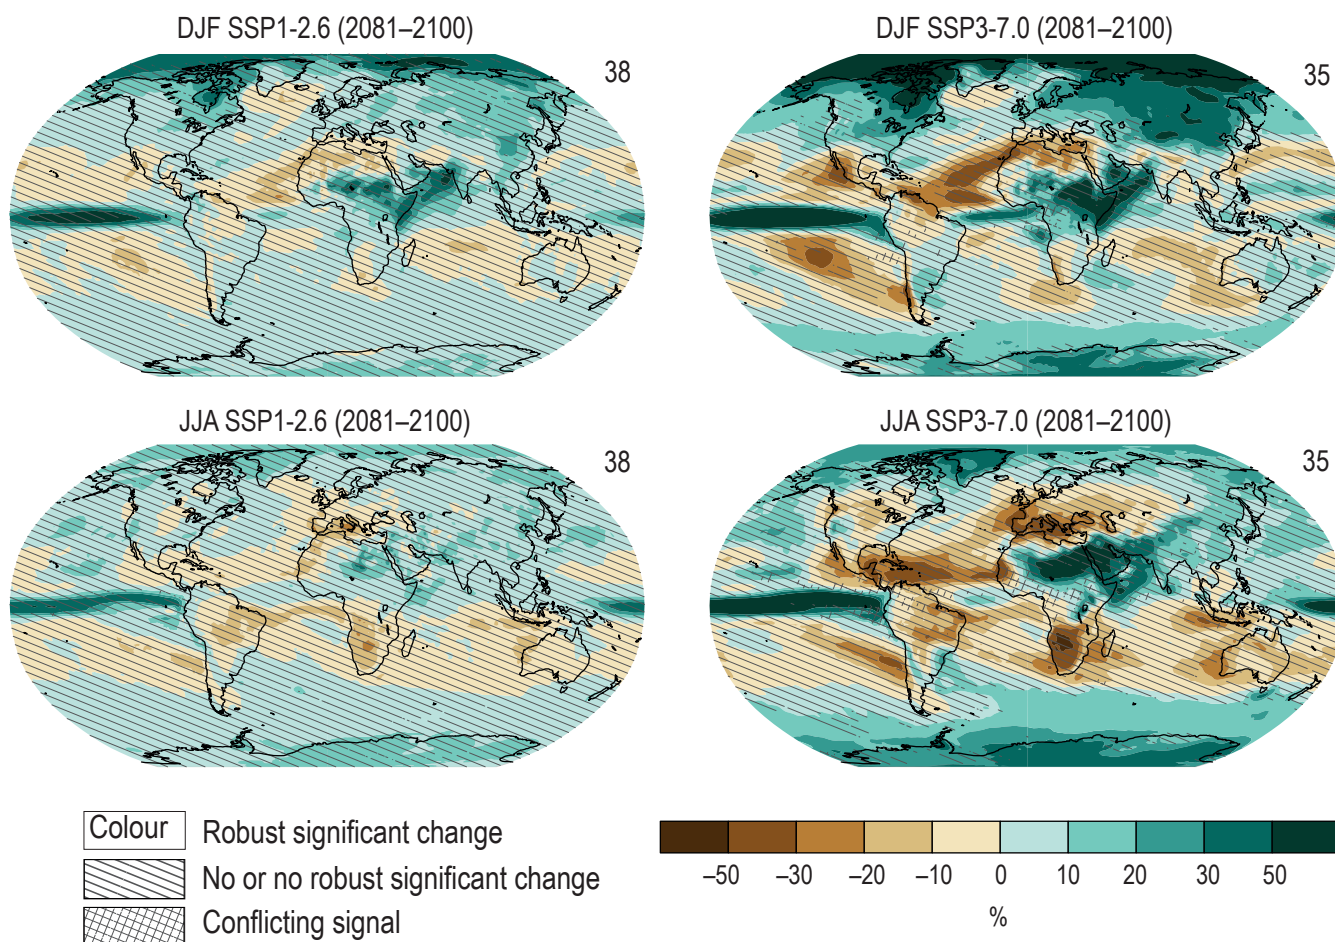 DJF SSP1-2.6 (2081–2100)
38
DJF SSP3-7.0 (2081–2100)
35
JJA SSP1-2.6 (2081–2100)
38
JJA SSP3-7.0 (2081–2100)
35
Colour Robust significant change
No or no robust significant change
Conflicting signal
–50 –30 –20 –10 0 10 20 30 50
%